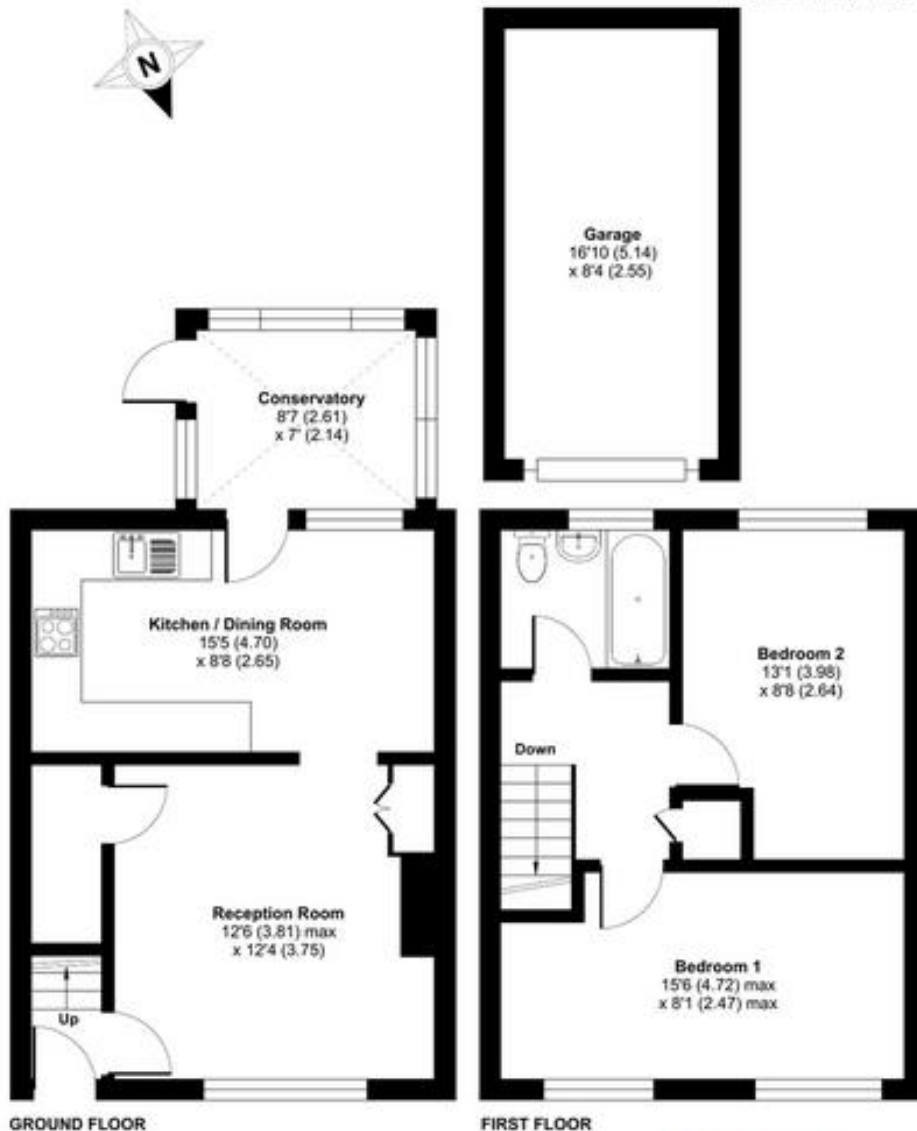 N
Garage
16'10 (5.14)
x 8'4 (2.55)
Conservatory
8'7 (2.61)
x 7' (2.14)
Kitchen / Dining Room
15'5 (4.70)
x 8'8 (2.65)
Bedroom 2
13'1 (3.98)
x 8'8 (2.64)
Down
Reception Room
12'6 (3.81) max
x 12'4 (3.75)
Bedroom 1
15'6 (4.72) max
x 8'1 (2.47) max
Up
GROUND FLOOR
FIRST FLOOR